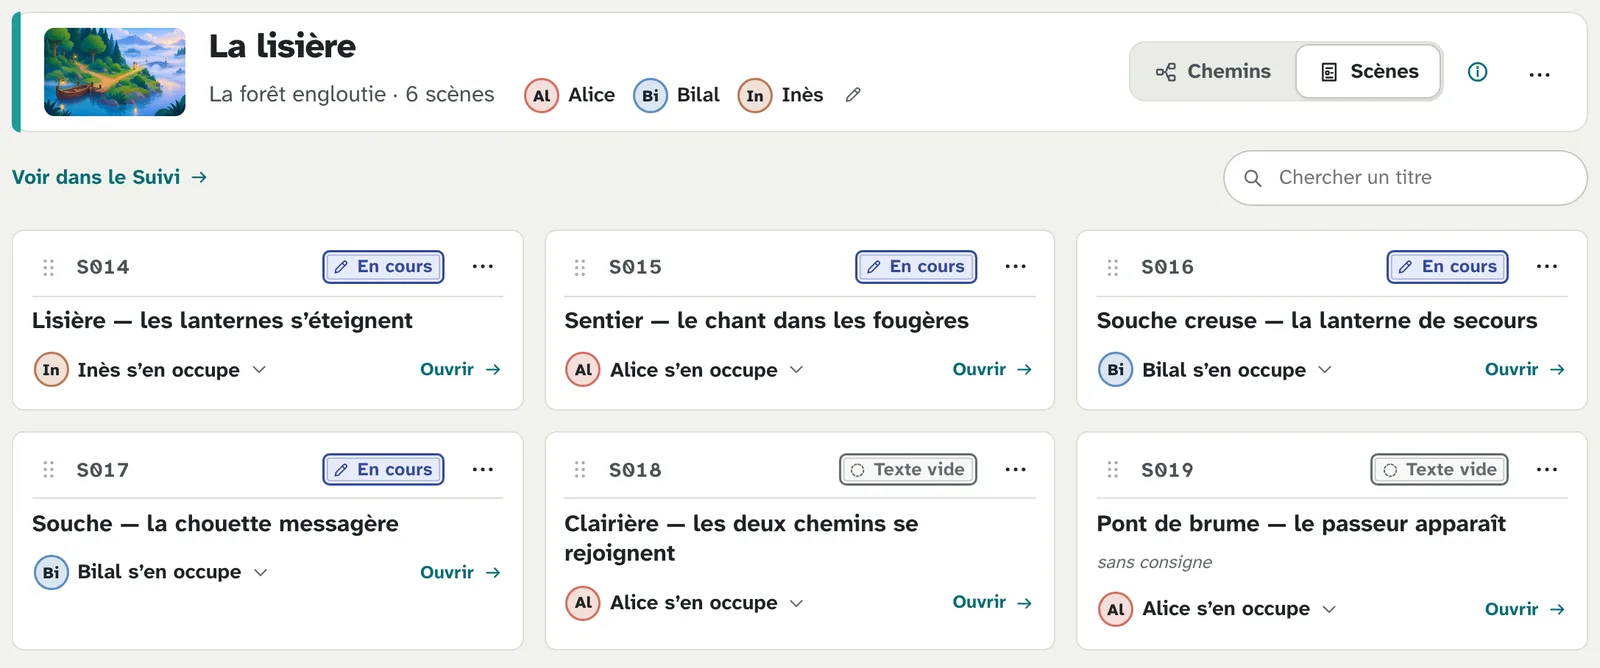 La lisière
La forêt engloutie · 6 scènes
Al Alice
Bi Bilal
In Inès
Chemins
Scènes
Voir dans le Suivi →
Chercher un titre
S014
En cours
Lisière — les lanternes s’éteignent
In Inès s’en occupe
Ouvrir →
S015
En cours
Sentier — le chant dans les fougères
Al Alice s’en occupe
Ouvrir →
S016
En cours
Souche creuse — la lanterne de secours
Bi Bilal s’en occupe
Ouvrir →
S017
En cours
Souche — la chouette messagère
Bi Bilal s’en occupe
Ouvrir →
S018
Texte vide
Clairière — les deux chemins se
rejoignent
Al Alice s’en occupe
Ouvrir →
S019
Texte vide
Pont de brume — le passeur apparaît
sans consigne
Al Alice s’en occupe
Ouvrir →